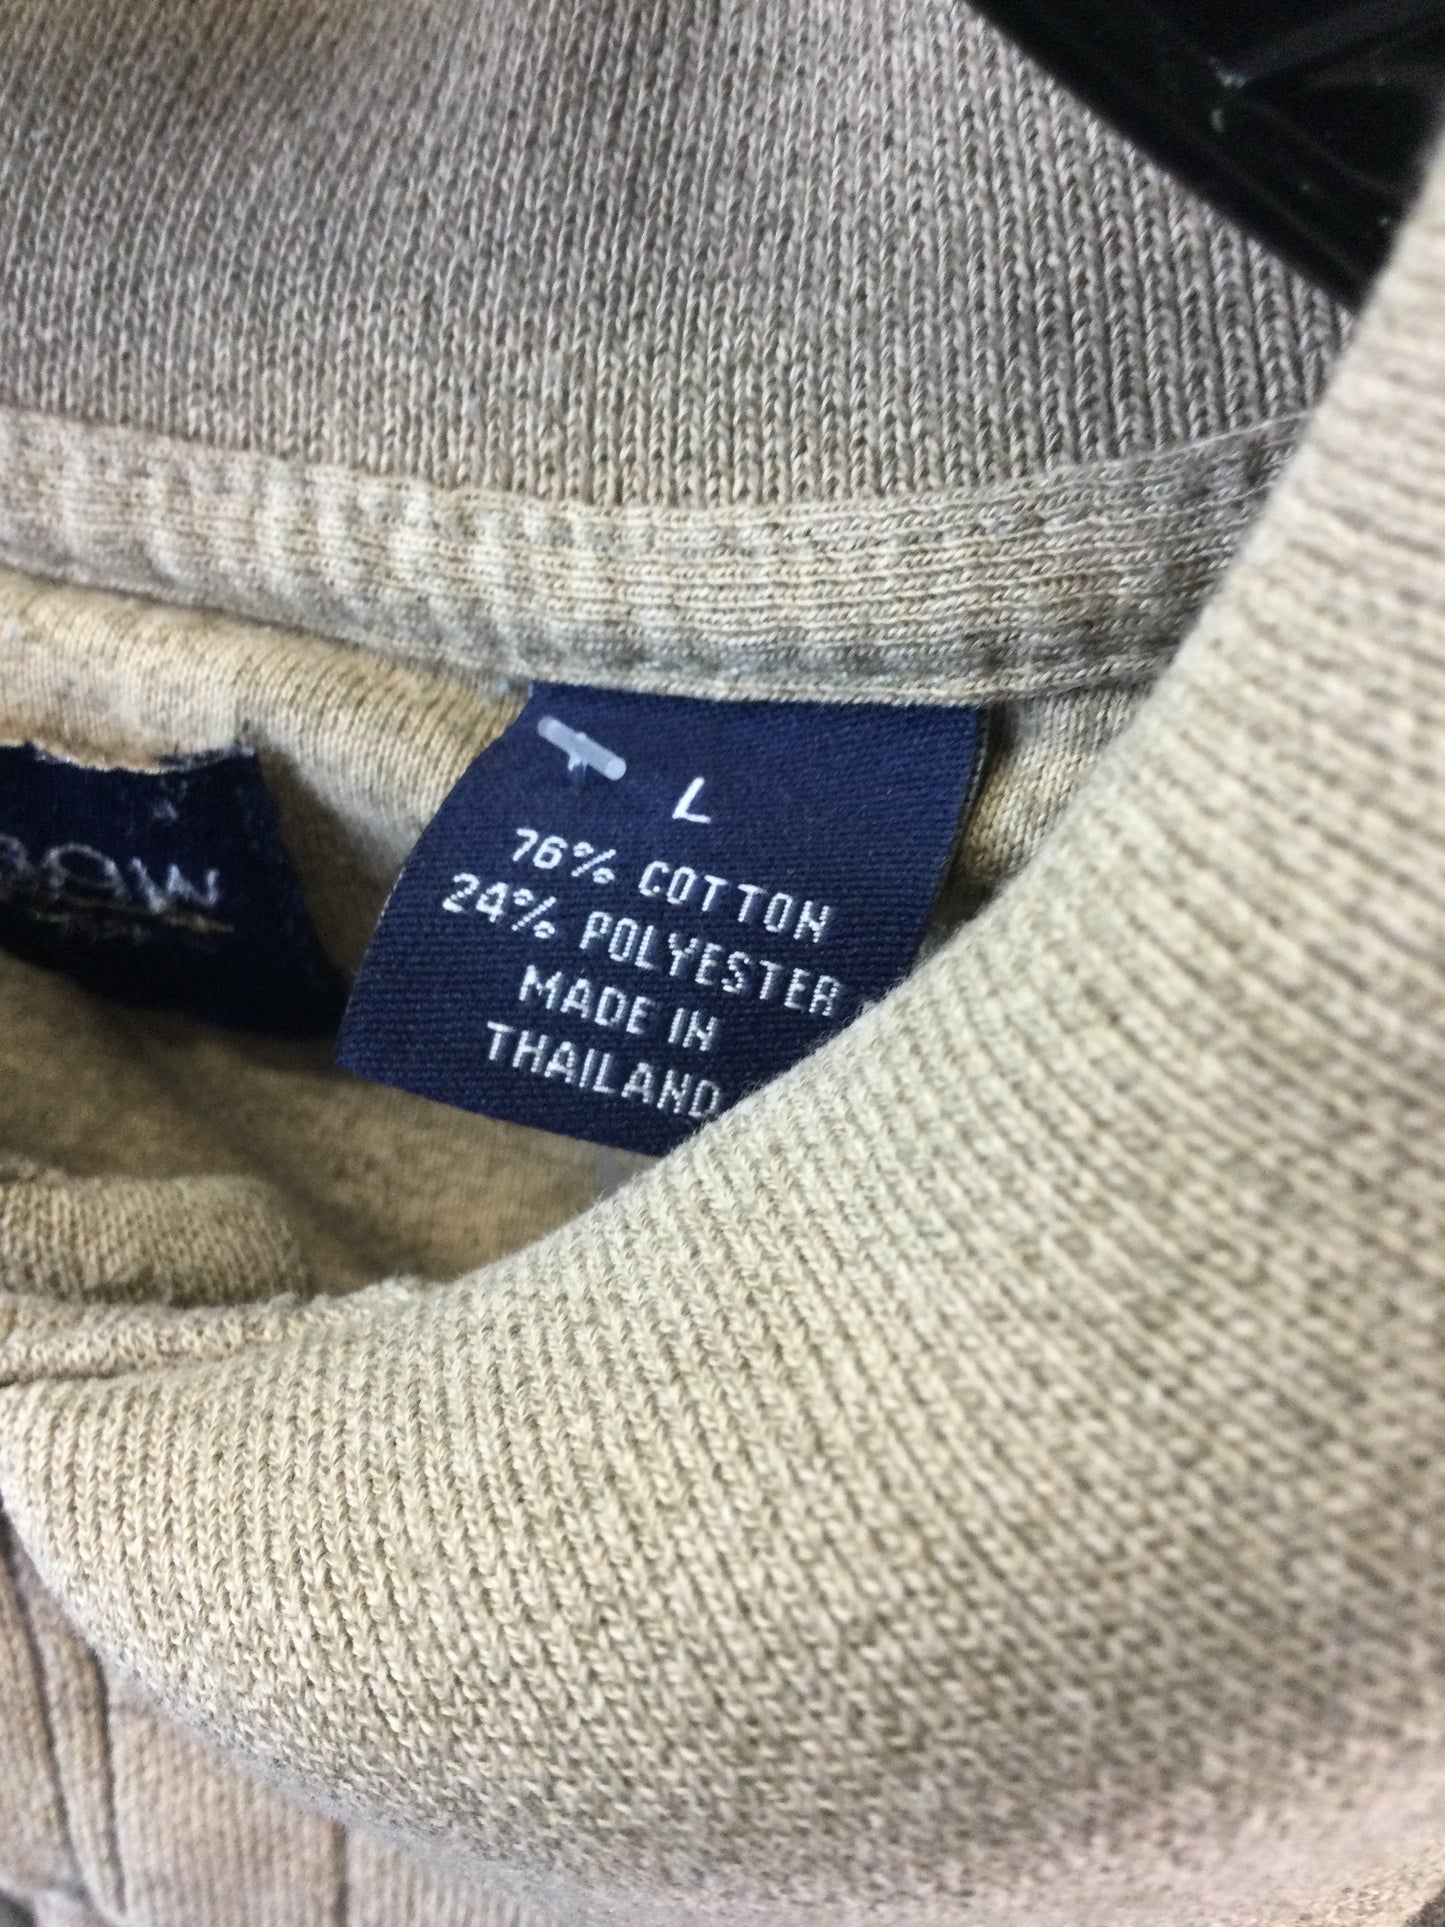 L
76% COTTON
24% POLYESTER
MADE IN
THAILAND